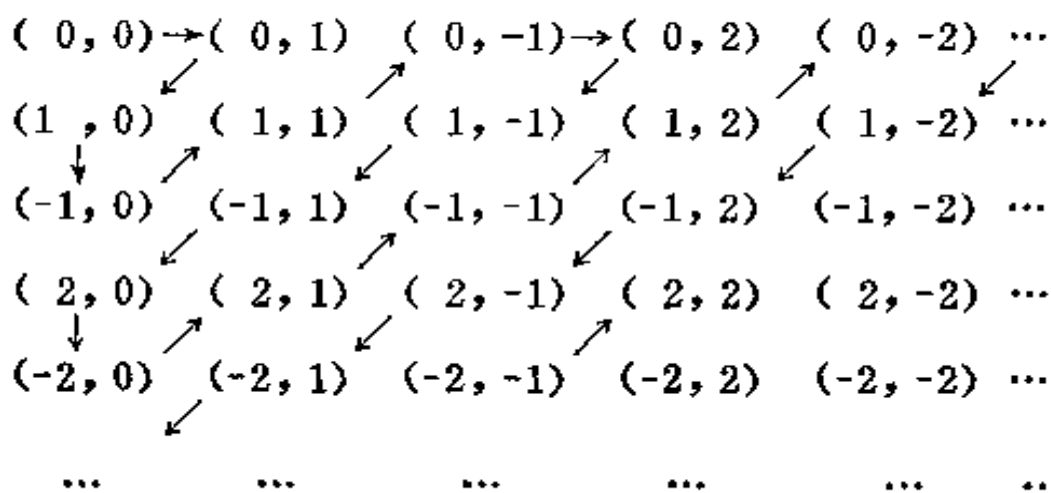 ( 0, 0)→( 0, 1) ( 0, -1)→( 0, 2) ( 0, -2) ···
(1 , 0) ( 1, 1) ( 1, -1) ( 1, 2) ( 1, -2) ···
(-1, 0) (-1, 1) (-1, -1) (-1, 2) (-1, -2) ···
( 2, 0) ( 2, 1) ( 2, -1) ( 2, 2) ( 2, -2) ···
(-2, 0) (-2, 1) (-2, -1) (-2, 2) (-2, -2) ···
··· ··· ··· ··· ··· ··